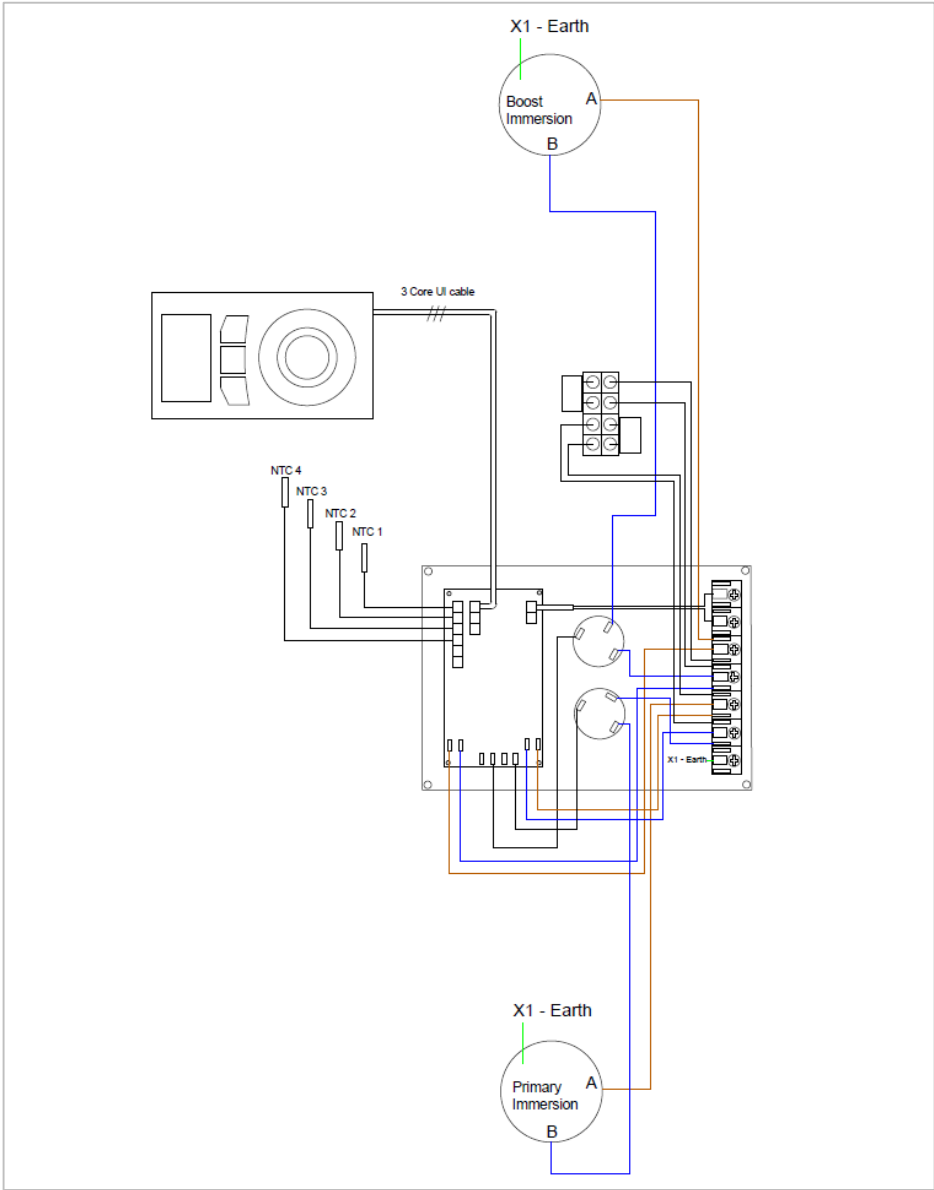 X1 - Earth
Boost
Immersion
A
B
3 Core UI cable
NTC 4
NTC 3
NTC 2
NTC 1
X1 - Earth
X1 - Earth
Primary
Immersion
A
B